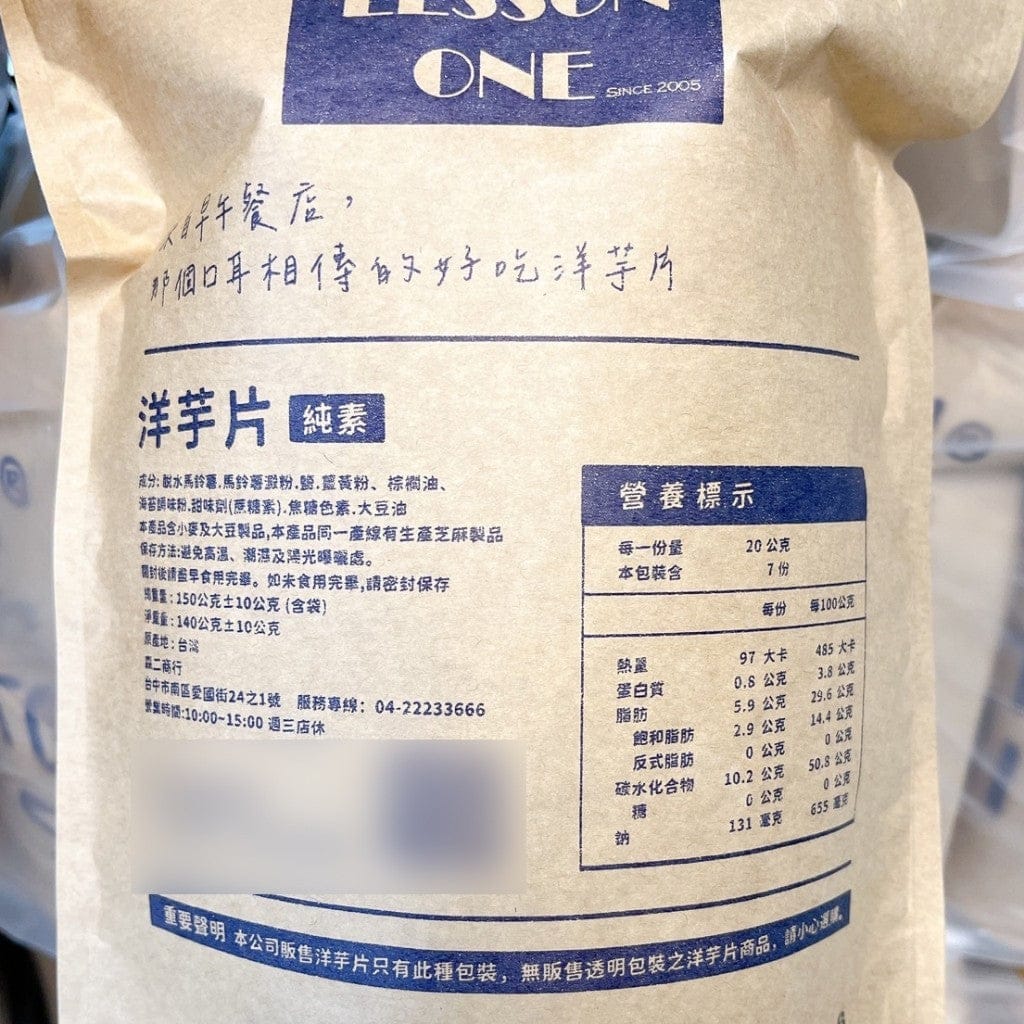 LESSON
ONE SINCE 2005
早午餐店，
那個口耳相傳的好吃洋芋片
洋芋片 純素
成分:脫水馬鈴薯.馬鈴薯澱粉.鹽.薑黃粉、棕櫚油、
海苔調味粉.甜味劑(蔗糖素).焦糖色素.大豆油
本產品含小麥及大豆製品,本產品同一產線有生產芝麻製品
保存方法:避免高溫、潮濕及陽光曝曬處。
開封後請盡早食用完畢。如未食用完畢,請密封保存
總重量:150公克±10公克 (含袋)
淨重量:140公克±10公克
原產地:台灣
森二商行
台中市南區愛國街24之1號 服務專線: 04-22233666
營業時間:10:00~15:00 週三店休
營養標示
每一份量 20 公克
本包裝含 7 份
每份 每100公克
熱量 97 大卡 485 大卡
蛋白質 0.8 公克 3.8 公克
脂肪 5.9 公克 29.6 公克
飽和脂肪 2.9 公克 14.4 公克
反式脂肪 0 公克 0 公克
碳水化合物 10.2 公克 50.8 公克
糖 0 公克 0 公克
鈉 131 毫克 655 毫克
重要聲明 本公司販售洋芋片只有此種包裝，無販售透明包裝之洋芋片商品，請小心選購。